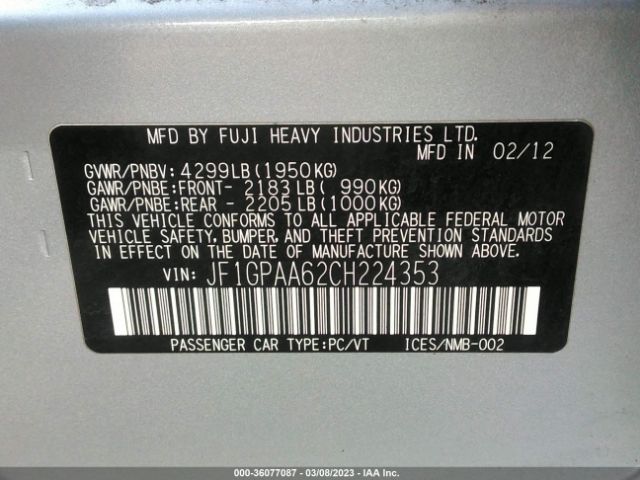 MFD BY FUJI HEAVY INDUSTRIES LTD.
MFD IN 02/12
GVWR/PNBV: 4299LB(1950KG)
GAWR/PNBE:FRONT- 2183LB( 990KG)
GAWR/PNBE:REAR - 2205LB(1000KG)
THIS VEHICLE CONFORMS TO ALL APPLICABLE FEDERAL MOTOR
VEHICLE SAFETY, BUMPER, AND THEFT PREVENTION STANDARDS
IN EFFECT ON THE DATE OF MANUFACTURE SHOWN ABOVE.
VIN: JF1GPAA62CH224353
PASSENGER CAR TYPE:PC/VT ICES/NMB-002
000-36077087 - 03/08/2023 - IAA Inc.